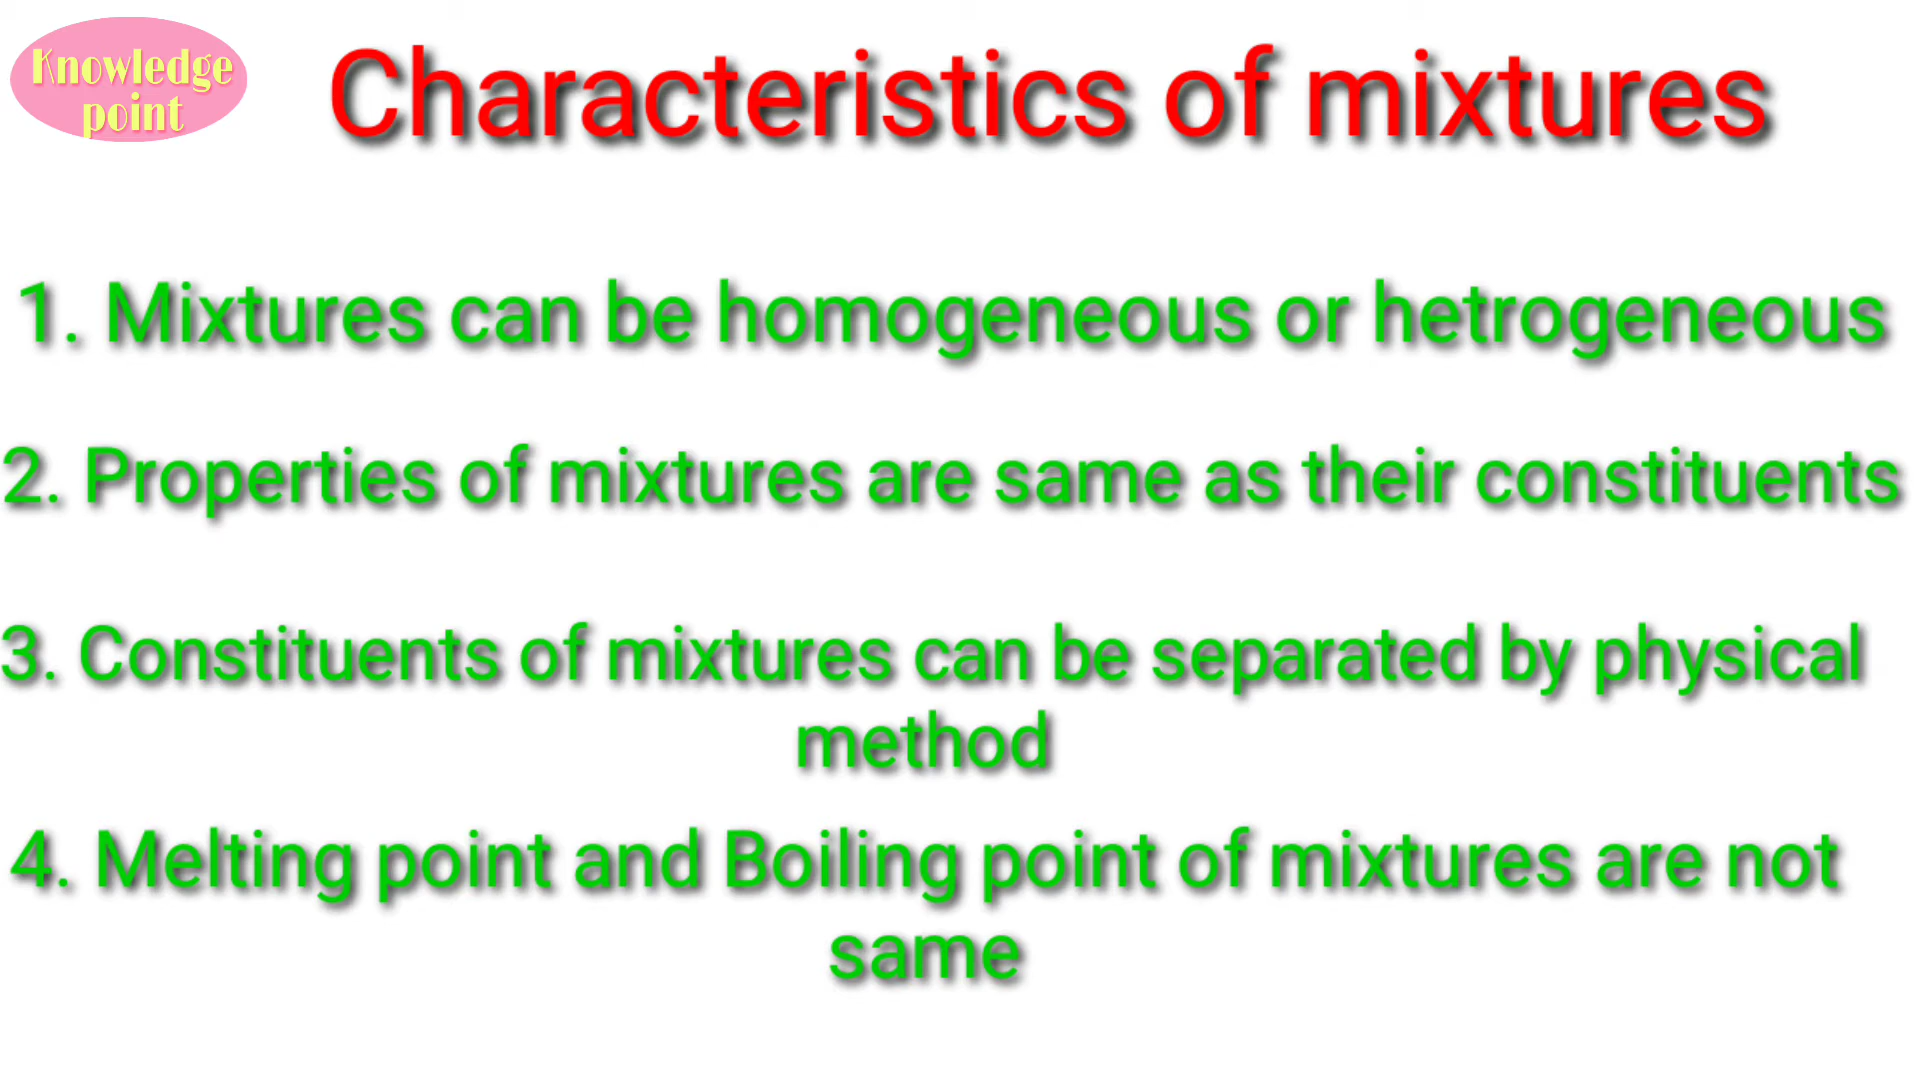 Knowledge
point
Characteristics of mixtures
1. Mixtures can be homogeneous or hetrogeneous
2. Properties of mixtures are same as their constituents
3. Constituents of mixtures can be separated by physical
method
4. Melting point and Boiling point of mixtures are not
same